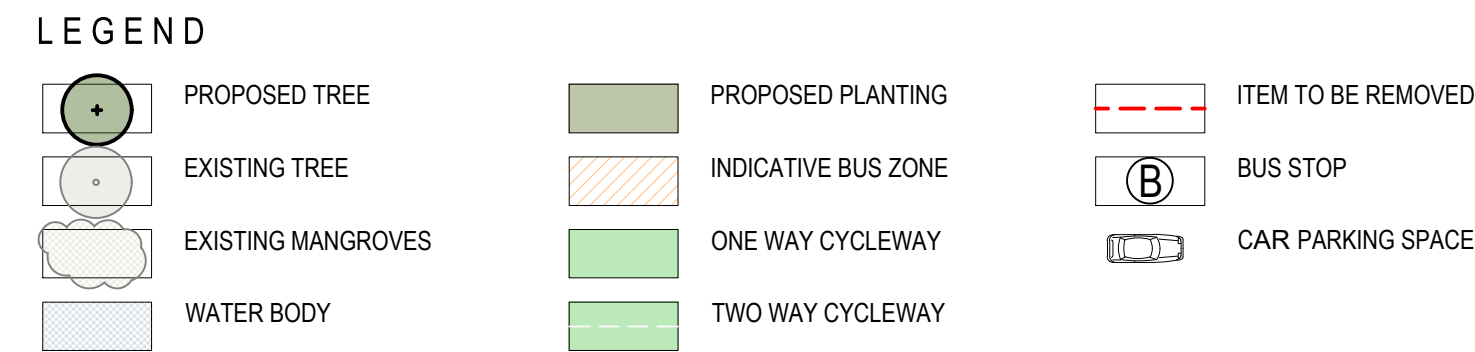 LEGEND
PROPOSED TREE
EXISTING TREE
EXISTING MANGROVES
WATER BODY
PROPOSED PLANTING
INDICATIVE BUS ZONE
ONE WAY CYCLEWAY
TWO WAY CYCLEWAY
ITEM TO BE REMOVED
B BUS STOP
CAR PARKING SPACE